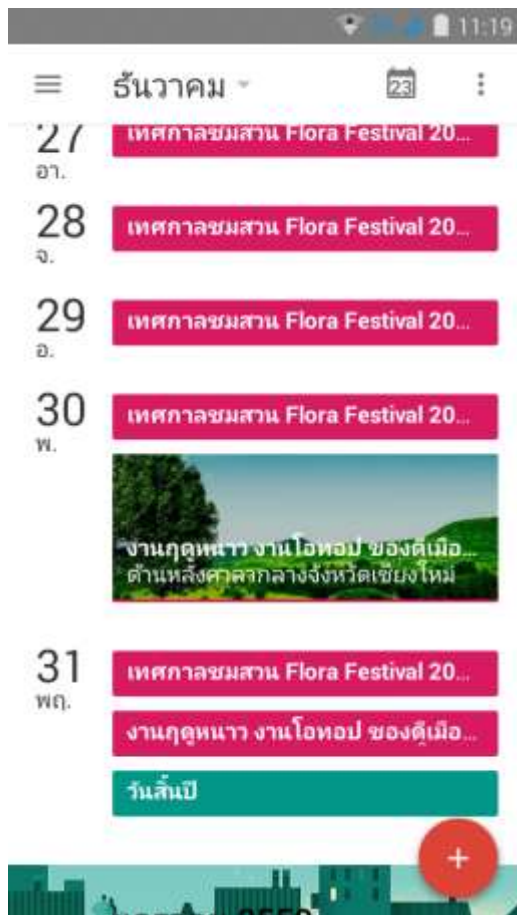 11:19
ธันวาคม
23
27
เทศกาลชมสวน Flora Festival 20...
อา.
28
เทศกาลชมสวน Flora Festival 20...
จ.
29
เทศกาลชมสวน Flora Festival 20...
อ.
30
เทศกาลชมสวน Flora Festival 20...
พ.
งานฤดูหนาว งานโอทอป ของดีเมือ...
ด้านหลังศาลากลางจังหวัดเชียงใหม่
31
เทศกาลชมสวน Flora Festival 20...
พฤ.
งานฤดูหนาว งานโอทอป ของดีเมือ...
วันสิ้นปี
+